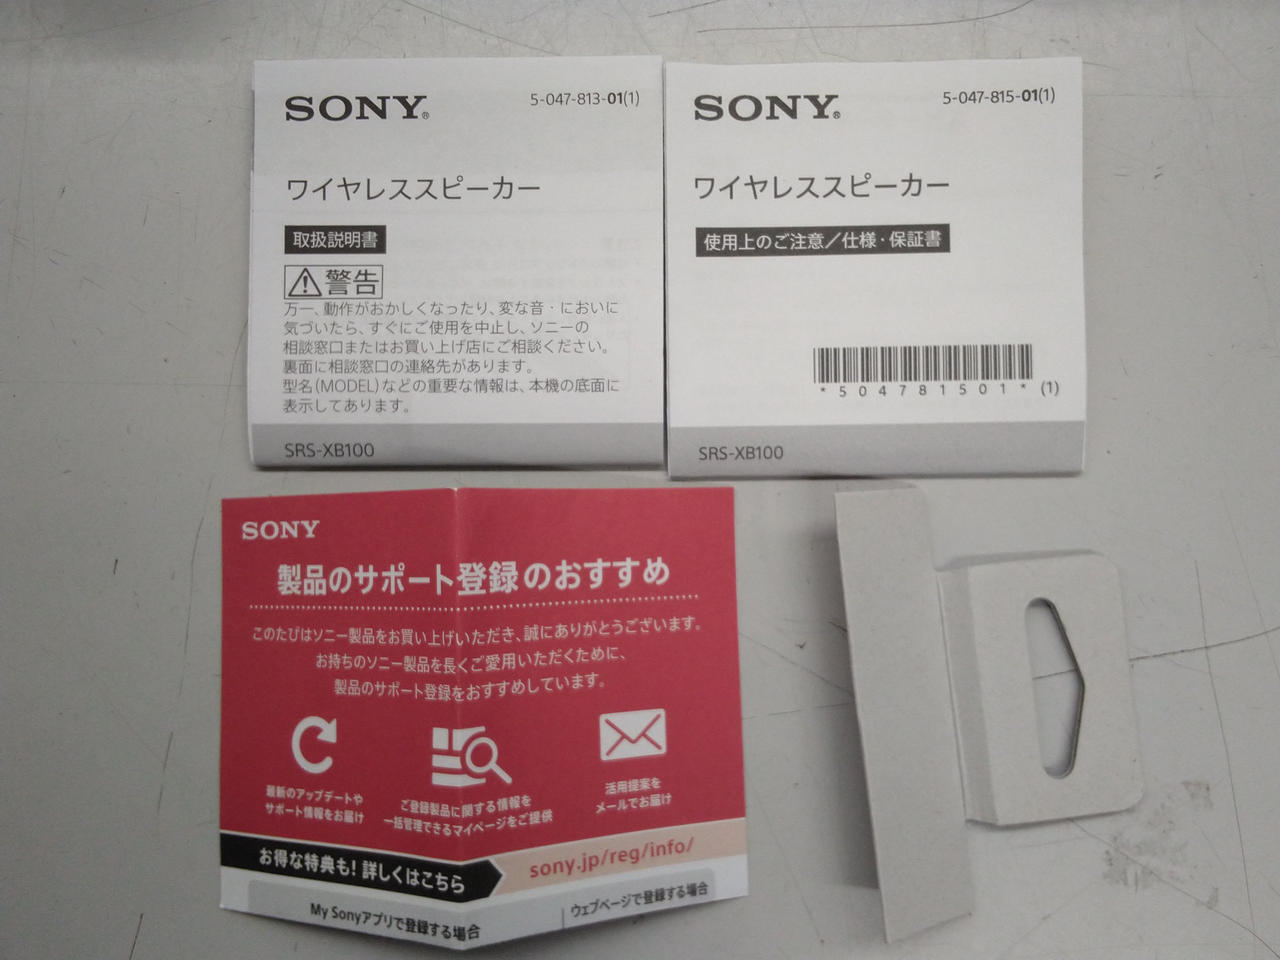 SONY®
5-047-813-01(1)
ワイヤレススピーカー
取扱説明書
警告
万一、動作がおかしくなったり、変な音・においに
気づいたら、すぐにご使用を中止し、ソニーの
相談窓口またはお買い上げ店にご相談ください。
裏面に相談窓口の連絡先があります。
型名(MODEL)などの重要な情報は、本機の底面に
表示してあります。
SRS-XB100
SONY®
5-047-815-01(1)
ワイヤレススピーカー
使用上のご注意/仕様・保証書
*504781501* (1)
SRS-XB100
SONY
製品のサポート登録のおすすめ
このたびはソニー製品をお買い上げいただき、誠にありがとうございます。
お持ちのソニー製品を長くご愛用いただくために、
製品のサポート登録をおすすめしています。
最新のアップデートや
サポート情報をお届け
ご登録製品に関する情報を
一括管理できるマイページをご提供
活用提案を
メールでお届け
お得な特典も!詳しくはこちら
sony.jp/reg/info/
My Sonyアプリで登録する場合
ウェブページで登録する場合